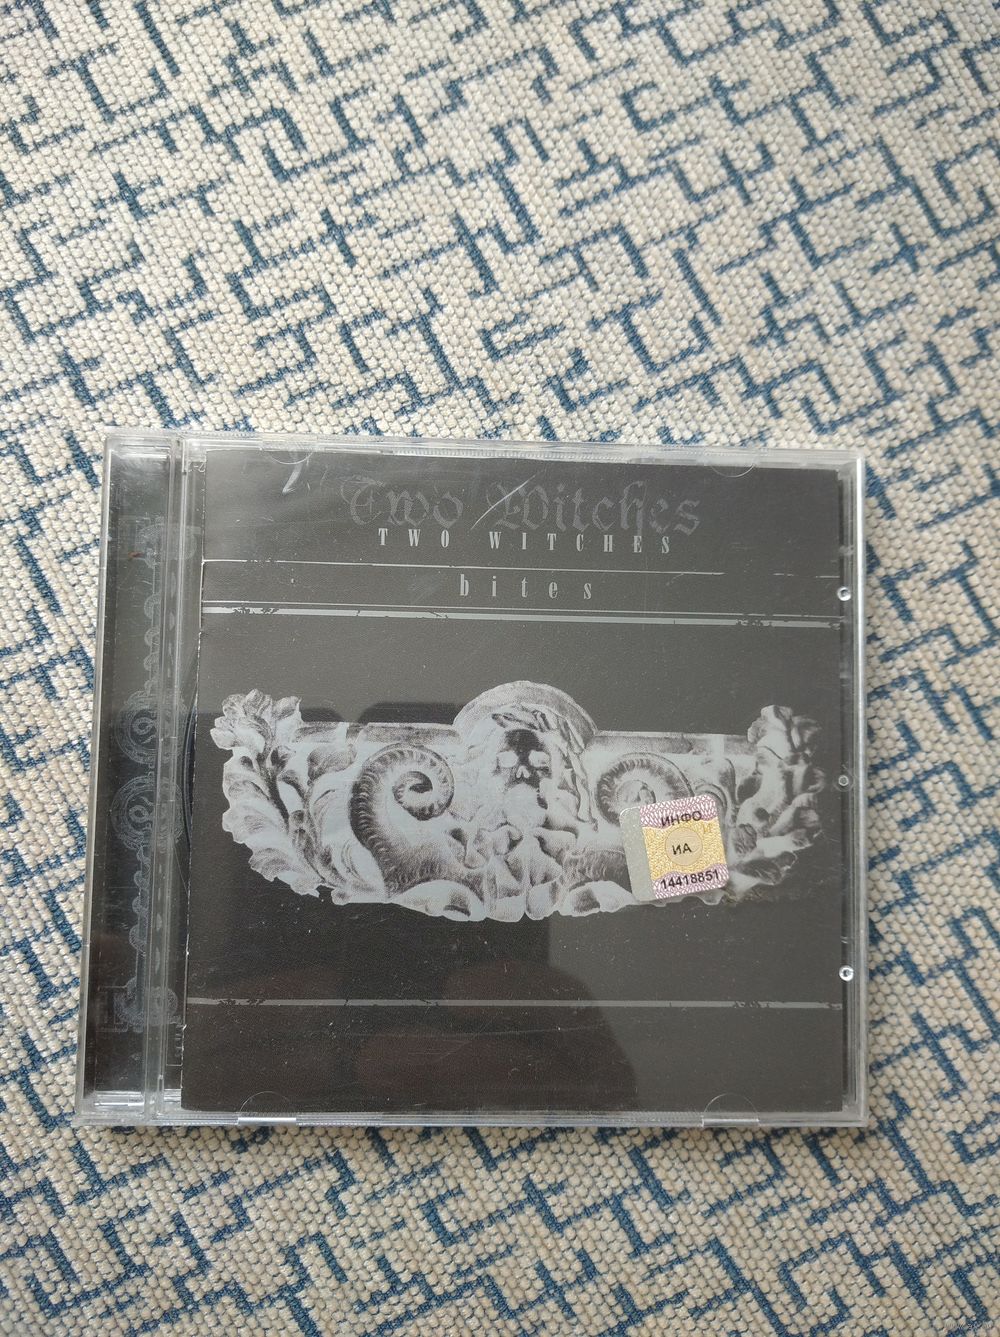 Two Witches
TWO WITCHES
bites
ИНФО
ИА
14418851